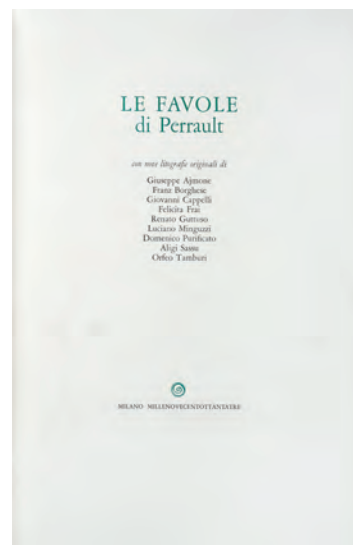 LE FAVOLE
di Perrault
con nove litografie originali di
Giuseppe Ajmone
Franz Borghese
Giovanni Cappelli
Felicita Frai
Renato Guttuso
Luciano Minguzzi
Domenico Purificato
Aligi Sassu
Orfeo Tamburi
MILANO MILLENOVECENTOTTANTATRE